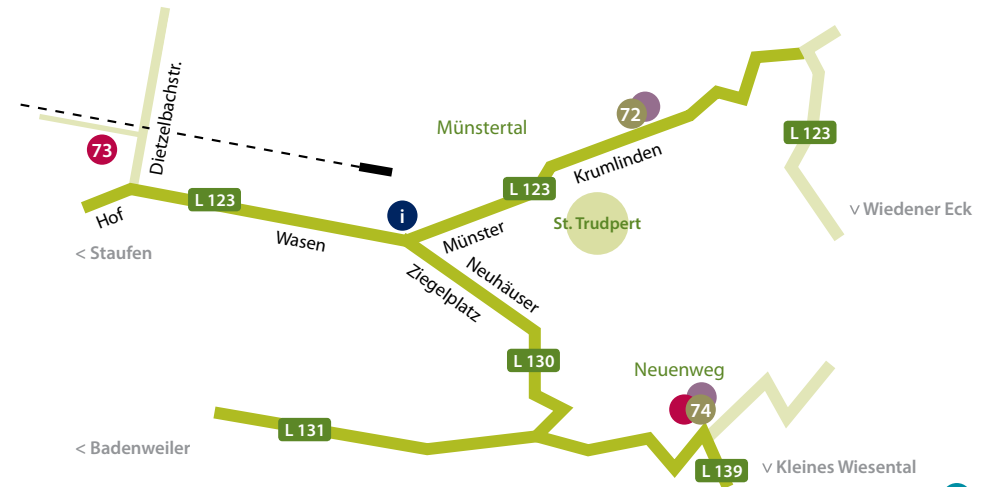 Dietzelbachstr.
72
Münstertal
L 123
73
Krumlinden
L 123
L 123
Hof
i
St. Trudpert
v Wiedener Eck
Wasen
Münster
< Staufen
Neuhäuser
Ziegelplatz
L 130
Neuenweg
74
L 131
< Badenweiler
L 139
v Kleines Wiesental